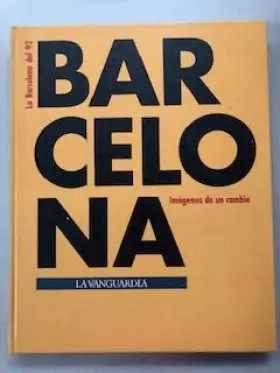 La Barcelona del 92
BAR
CELO
NA
Imágenes de un cambio
LA VANGUARDIA